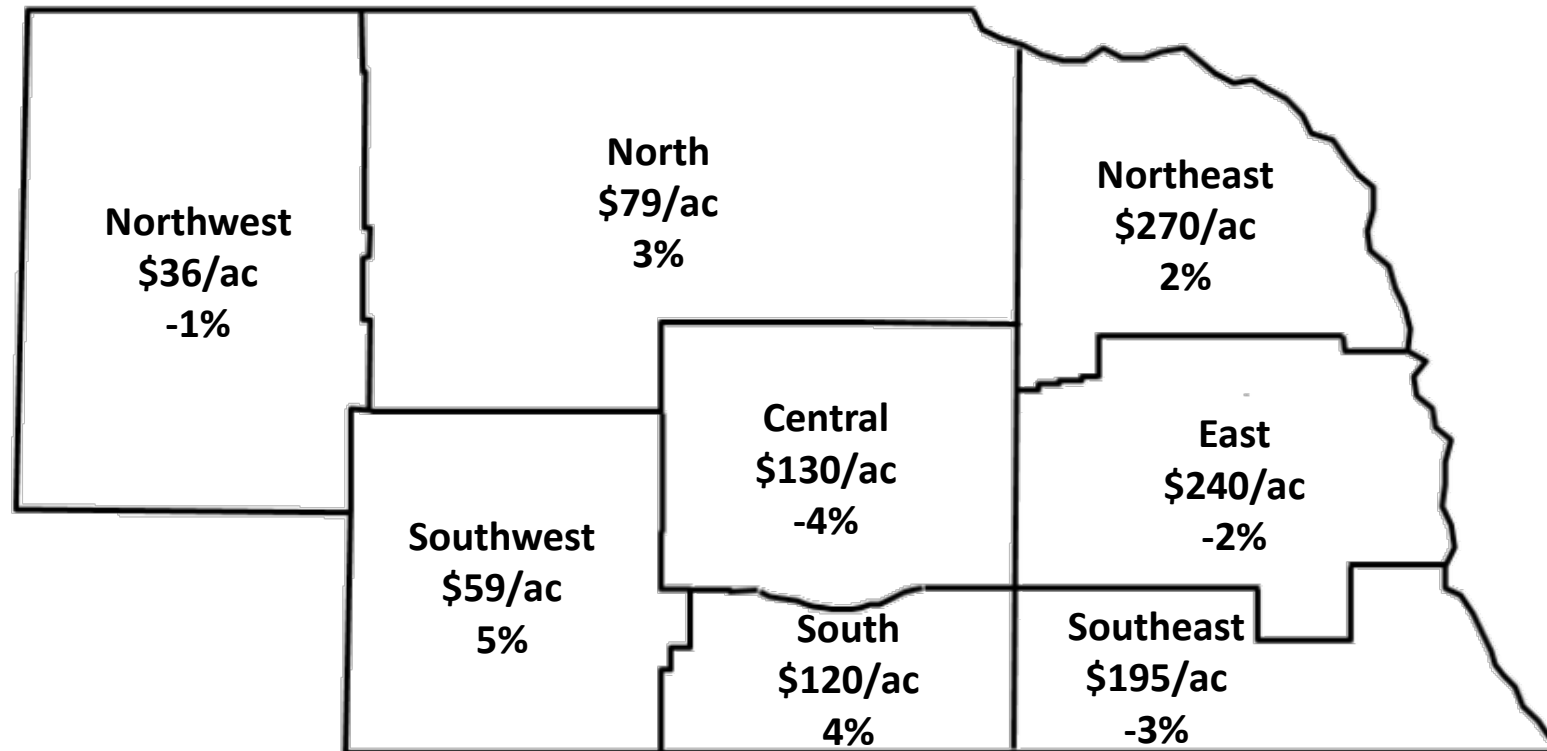 North
$79/ac
3%
Northeast
$270/ac
2%
Northwest
$36/ac
-1%
Central
$130/ac
-4%
East
$240/ac
-2%
Southwest
$59/ac
5%
South
$120/ac
4%
Southeast
$195/ac
-3%